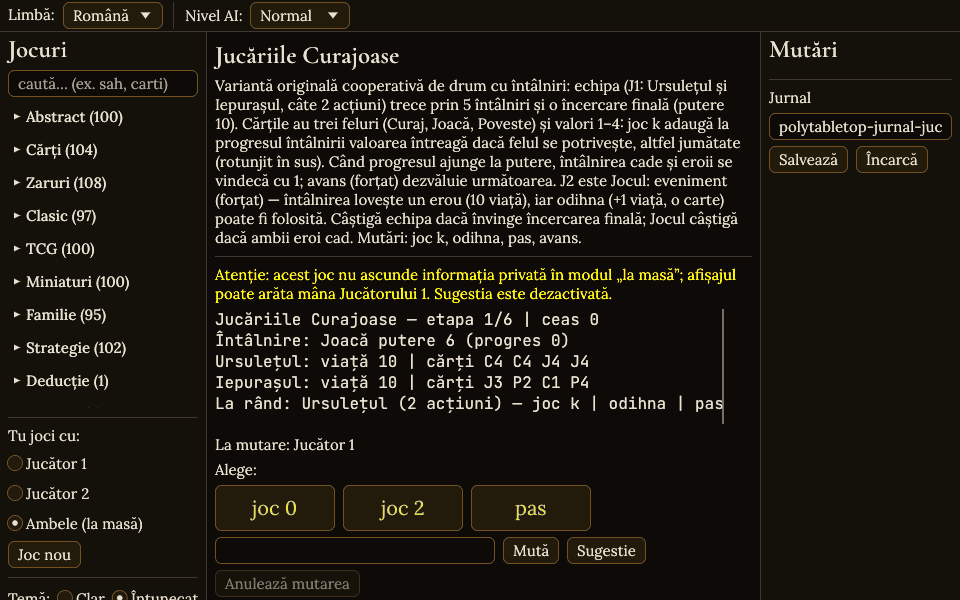 Limbă: Română ▼ Nivel AI: Normal ▼
Jocuri
caută... (ex. sah, carti)
▸ Abstract (100)
▸ Cărți (104)
▸ Zaruri (108)
▸ Clasic (97)
▸ TCG (100)
▸ Miniaturi (100)
▸ Familie (95)
▸ Strategie (102)
▸ Deducție (1)
Tu joci cu:
Jucător 1
Jucător 2
Ambele (la masă)
Joc nou
Temă: Clar Întunecat
Jucăriile Curajoase
Variantă originală cooperativă de drum cu întâlniri: echipa (J1: Ursulețul și
Iepurașul, câte 2 acțiuni) trece prin 5 întâlniri și o încercare finală (putere
10). Cărțile au trei feluri (Curaj, Joacă, Poveste) și valori 1–4: joc k adaugă la
progresul întâlnirii valoarea întreagă dacă felul se potrivește, altfel jumătate
(rotunjit în sus). Când progresul ajunge la putere, întâlnirea cade și eroii se
vindecă cu 1; avans (forțat) dezvăluie următoarea. J2 este Jocul: eveniment
(forțat) — întâlnirea lovește un erou (10 viață), iar odihna (+1 viață, o carte)
poate fi folosită. Câștigă echipa dacă învinge încercarea finală; Jocul câștigă
dacă ambii eroi cad. Mutări: joc k, odihna, pas, avans.
Atenție: acest joc nu ascunde informația privată în modul „la masă”; afișajul
poate arăta mâna Jucătorului 1. Sugestia este dezactivată.
Jucăriile Curajoase — etapa 1/6 | ceas 0
Întâlnire: Joacă putere 6 (progres 0)
Ursulețul: viață 10 | cărți C4 C4 J4 J4
Iepurașul: viață 10 | cărți J3 P2 C1 P4
La rând: Ursulețul (2 acțiuni) — joc k | odihna | pas
La mutare: Jucător 1
Alege:
joc 0 joc 2 pas
Mută Sugestie
Anulează mutarea
Mutări
Jurnal
polytabletop-jurnal-juc
Salvează Încarcă